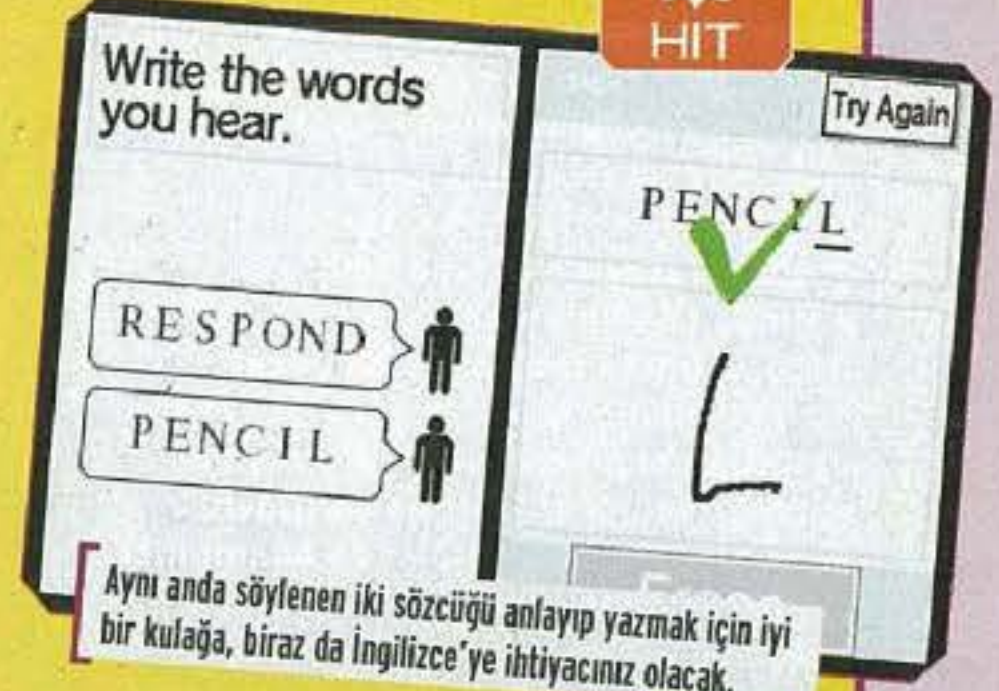 HIT
Write the words
you hear.
RESPOND
PENCIL
Try Again
PENCIL
L
Aynı anda söylenen iki sözcüğü anlayıp yazmak için iyi
bir kulağa, biraz da İngilizce'ye ihtiyacınız olacak.